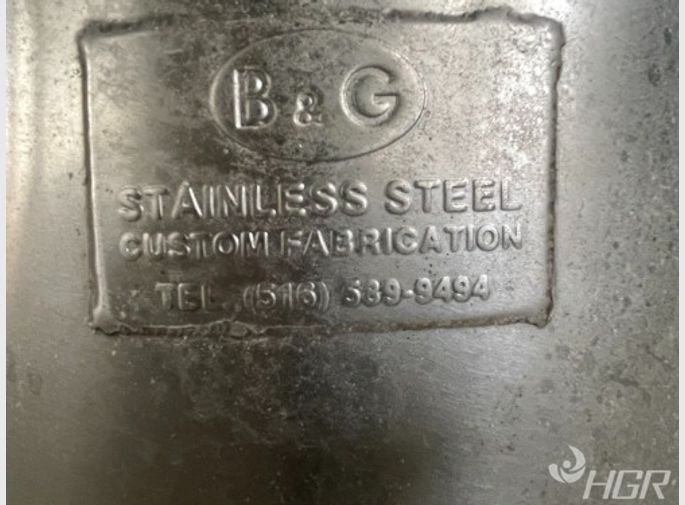 B & G
STAINLESS STEEL
CUSTOM FABRICATION
TEL. (516) 589-9494
HGR